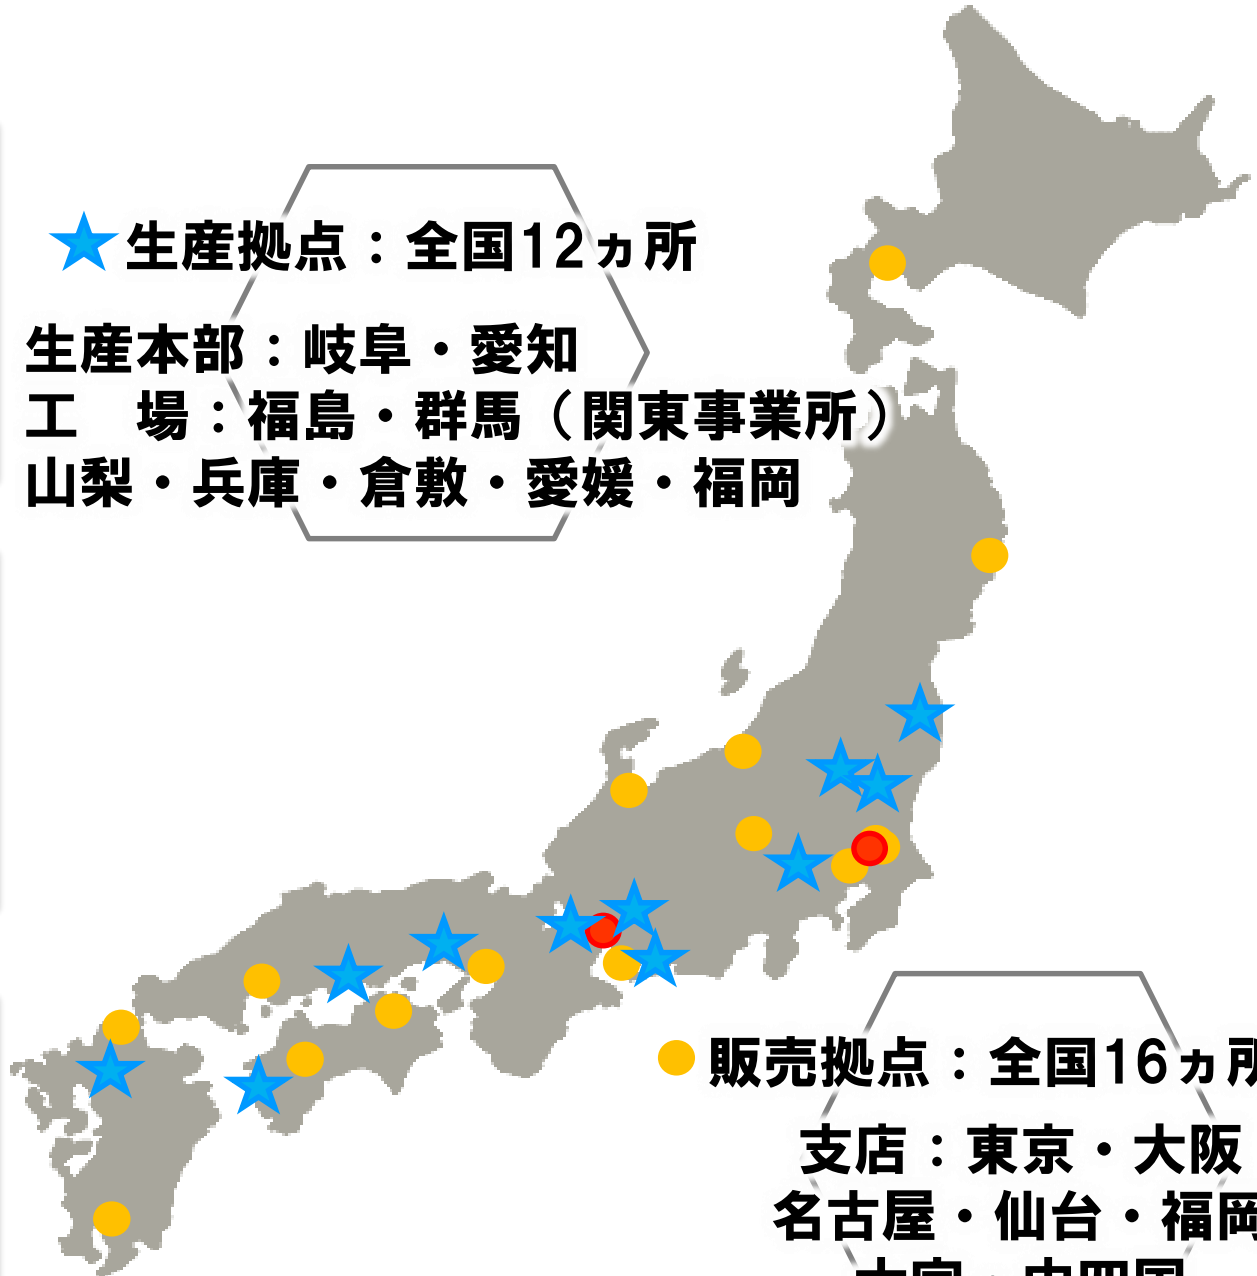 生産拠点：全国12ヵ所
生産本部：岐阜・愛知
工　場：福島・群馬（関東事業所）
山梨・兵庫・倉敷・愛媛・福岡
販売拠点：全国16ヵ所
支店：東京・大阪
名古屋・仙台・福岡